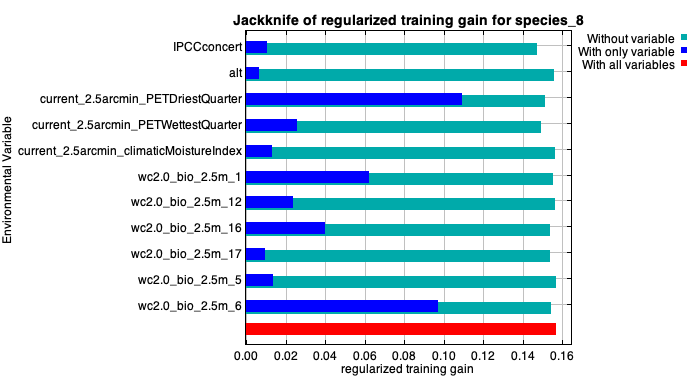 Jackknife of regularized training gain for species_8
Without variable
With only variable
With all variables
Environmental Variable
IPCCconcert
alt
current_2.5arcmin_PETDriestQuarter
current_2.5arcmin_PETWettestQuarter
current_2.5arcmin_climaticMoistureIndex
wc2.0_bio_2.5m_1
wc2.0_bio_2.5m_12
wc2.0_bio_2.5m_16
wc2.0_bio_2.5m_17
wc2.0_bio_2.5m_5
wc2.0_bio_2.5m_6
0.00 0.02 0.04 0.06 0.08 0.10 0.12 0.14 0.16
regularized training gain